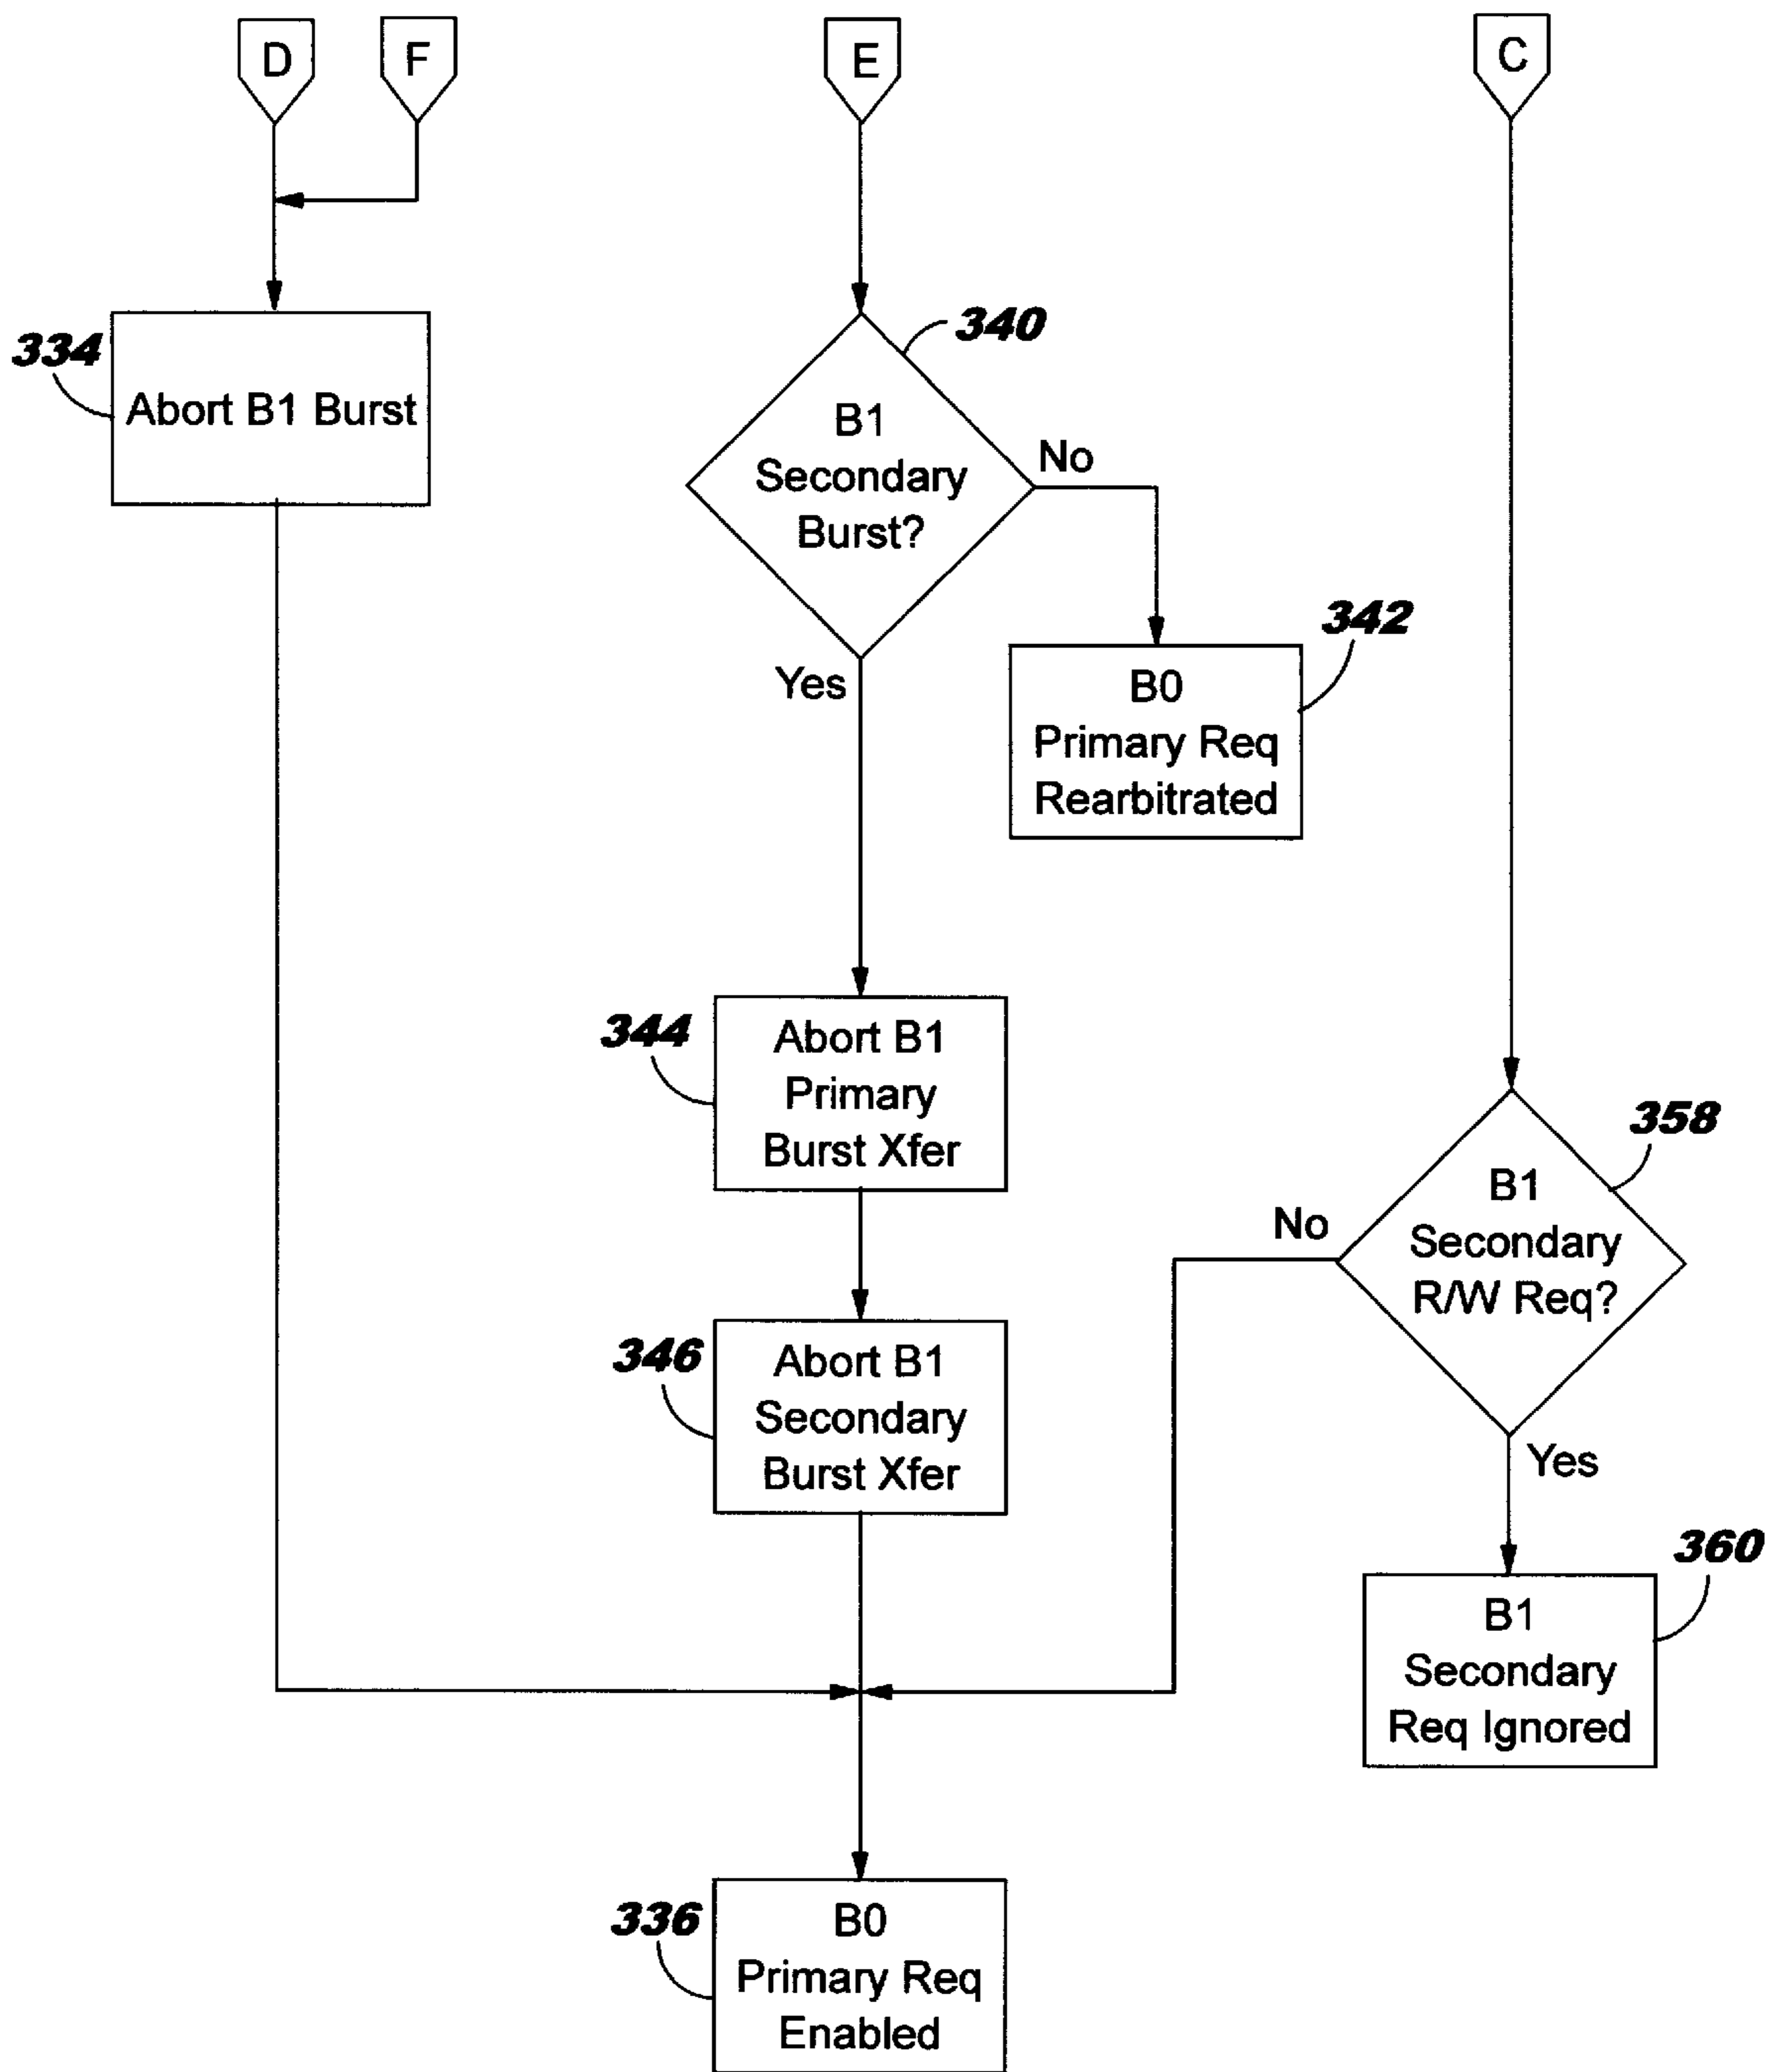 D
F
E
C
334
Abort B1 Burst
340
B1
Secondary
Burst?
No
Yes
342
B0
Primary Req
Rearbitrated
344
Abort B1
Primary
Burst Xfer
358
B1
Secondary
R/W Req?
No
Yes
346
Abort B1
Secondary
Burst Xfer
360
B1
Secondary
Req Ignored
336
B0
Primary Req
Enabled